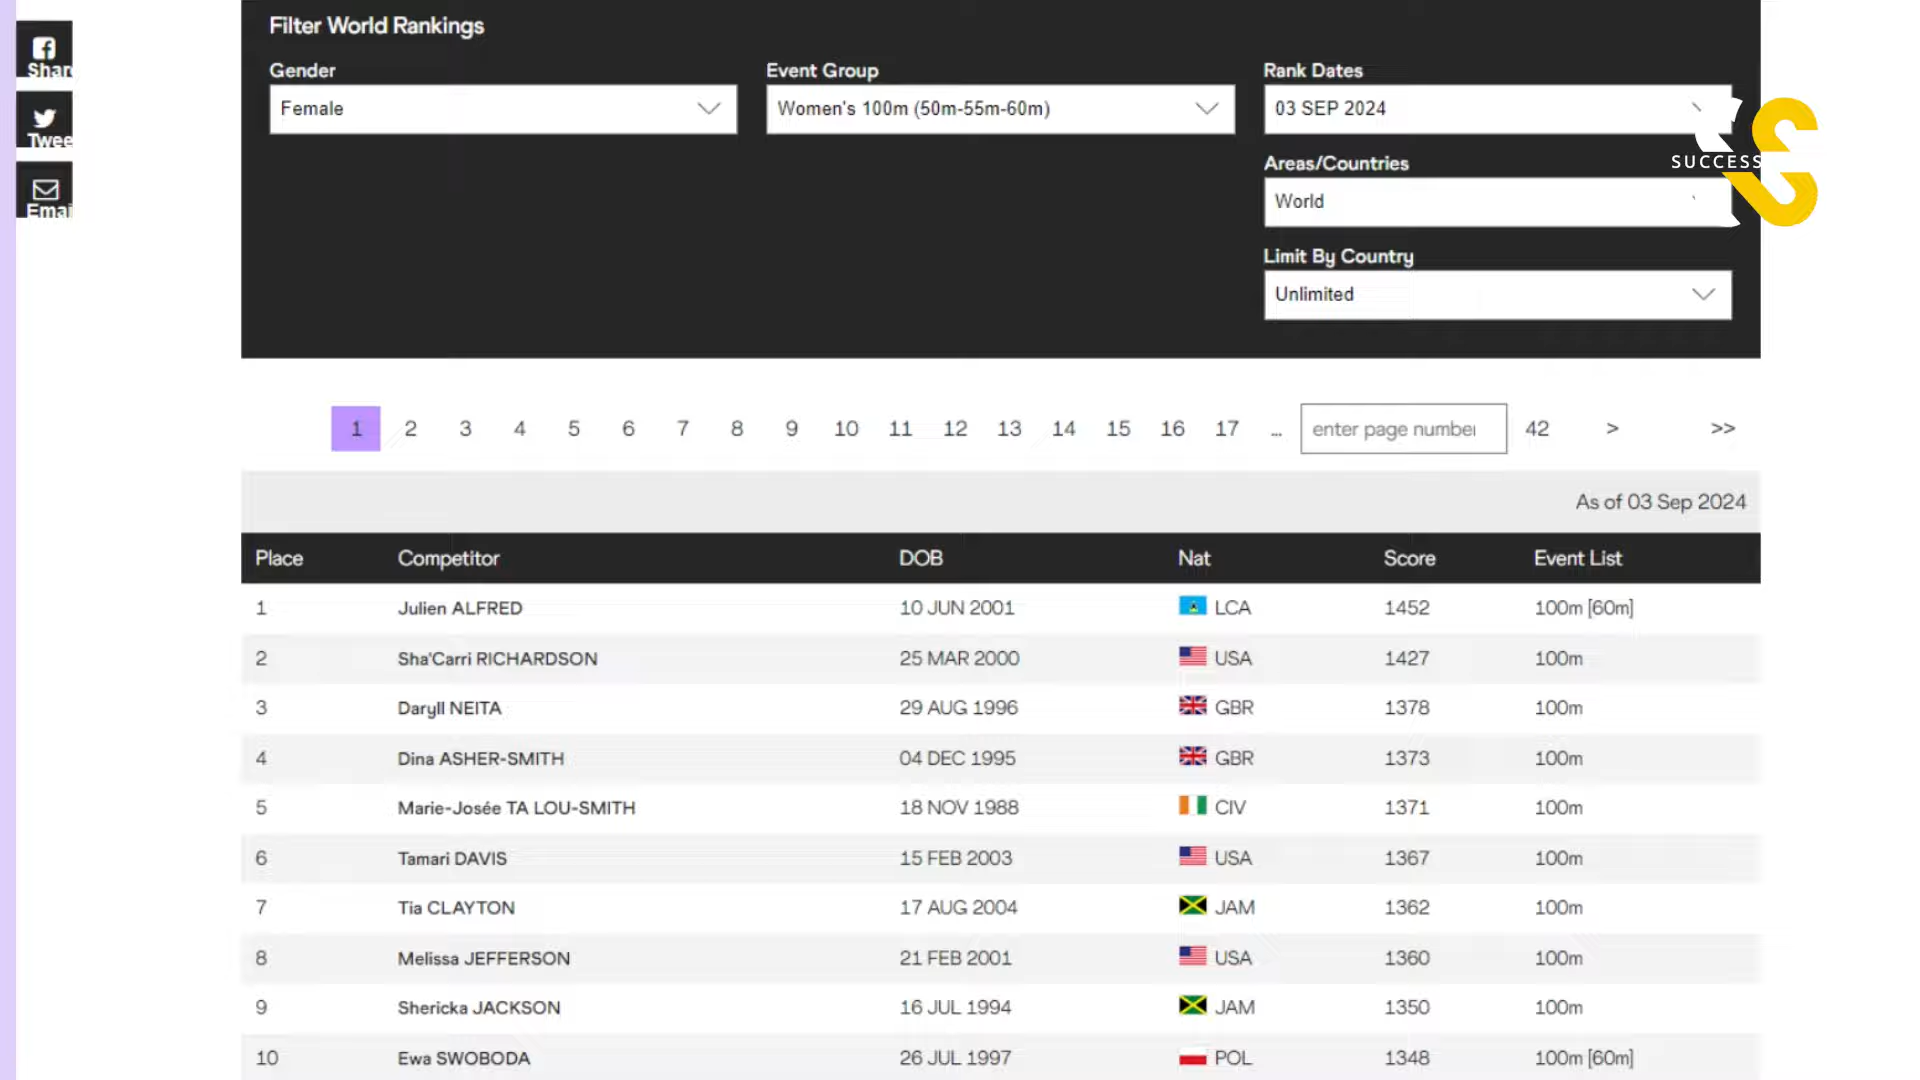 Filter World Rankings
Gender
Event Group
Rank Dates
Female
Women's 100m (50m-55m-60m)
03 SEP 2024
Areas/Countries
World
Limit By Country
Unlimited
Share
Tweet
Email
SUCCESS
1 2 3 4 5 6 7 8 9 10 11 12 13 14 15 16 17 ... enter page number 42 > >>
As of 03 Sep 2024
Place Competitor DOB Nat Score Event List
1 Julien ALFRED 10 JUN 2001 LCA 1452 100m [60m]
2 Sha'Carri RICHARDSON 25 MAR 2000 USA 1427 100m
3 Daryll NEITA 29 AUG 1996 GBR 1378 100m
4 Dina ASHER-SMITH 04 DEC 1995 GBR 1373 100m
5 Marie-Josée TA LOU-SMITH 18 NOV 1988 CIV 1371 100m
6 Tamari DAVIS 15 FEB 2003 USA 1367 100m
7 Tia CLAYTON 17 AUG 2004 JAM 1362 100m
8 Melissa JEFFERSON 21 FEB 2001 USA 1360 100m
9 Shericka JACKSON 16 JUL 1994 JAM 1350 100m
10 Ewa SWOBODA 26 JUL 1997 POL 1348 100m [60m]